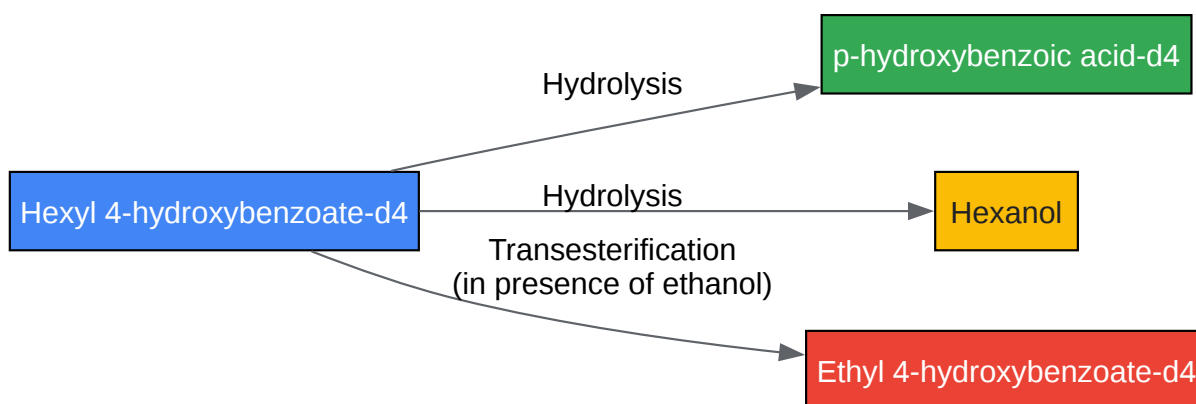 p-hydroxybenzoic acid-d4
Hydrolysis
Hexyl 4-hydroxybenzoate-d4
Hydrolysis
Hexanol
Transesterification
(in presence of ethanol)
Ethyl 4-hydroxybenzoate-d4